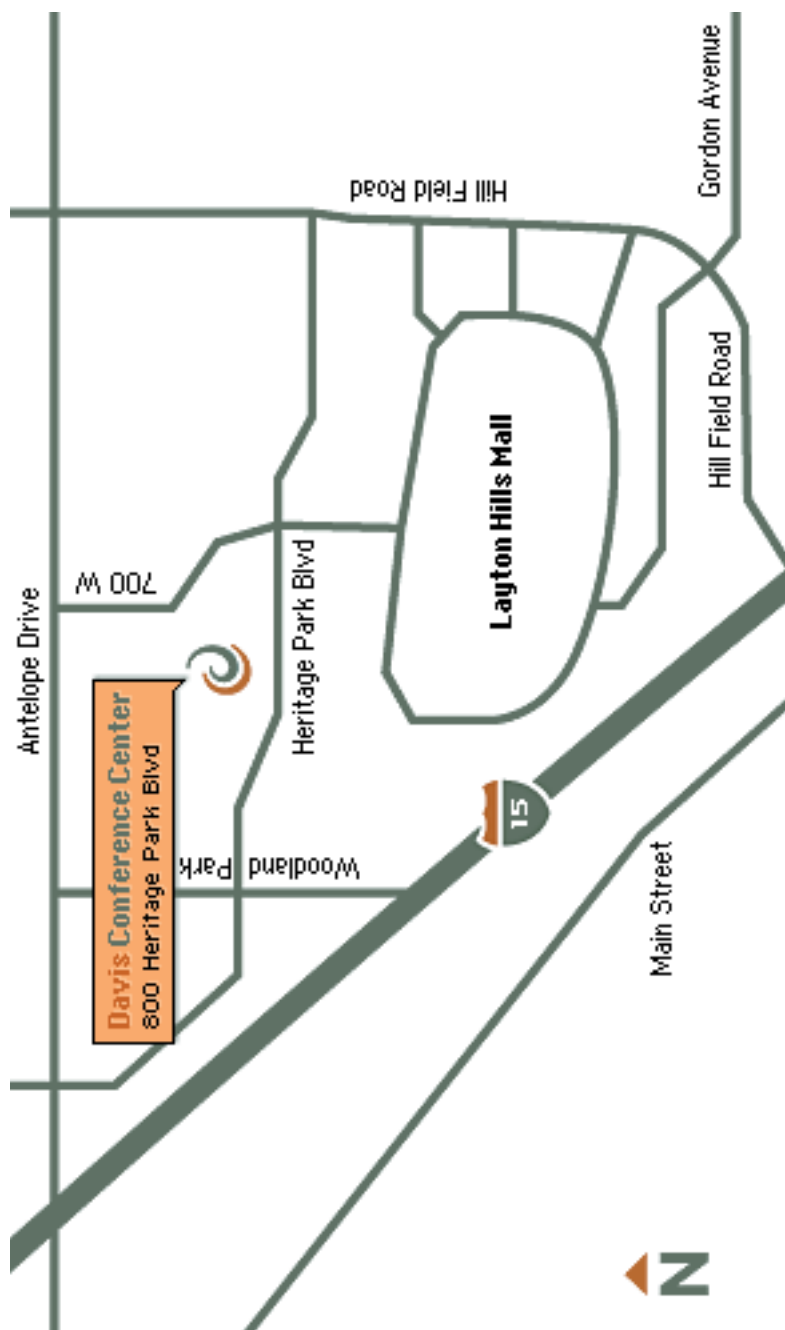 Antelope Drive
Davis Conference Center
800 Heritage Park Blvd
700 W
Hill Field Road
Woodland Park
Heritage Park Blvd
Layton Hills Mall
15
Gordon Avenue
Hill Field Road
Main Street
N